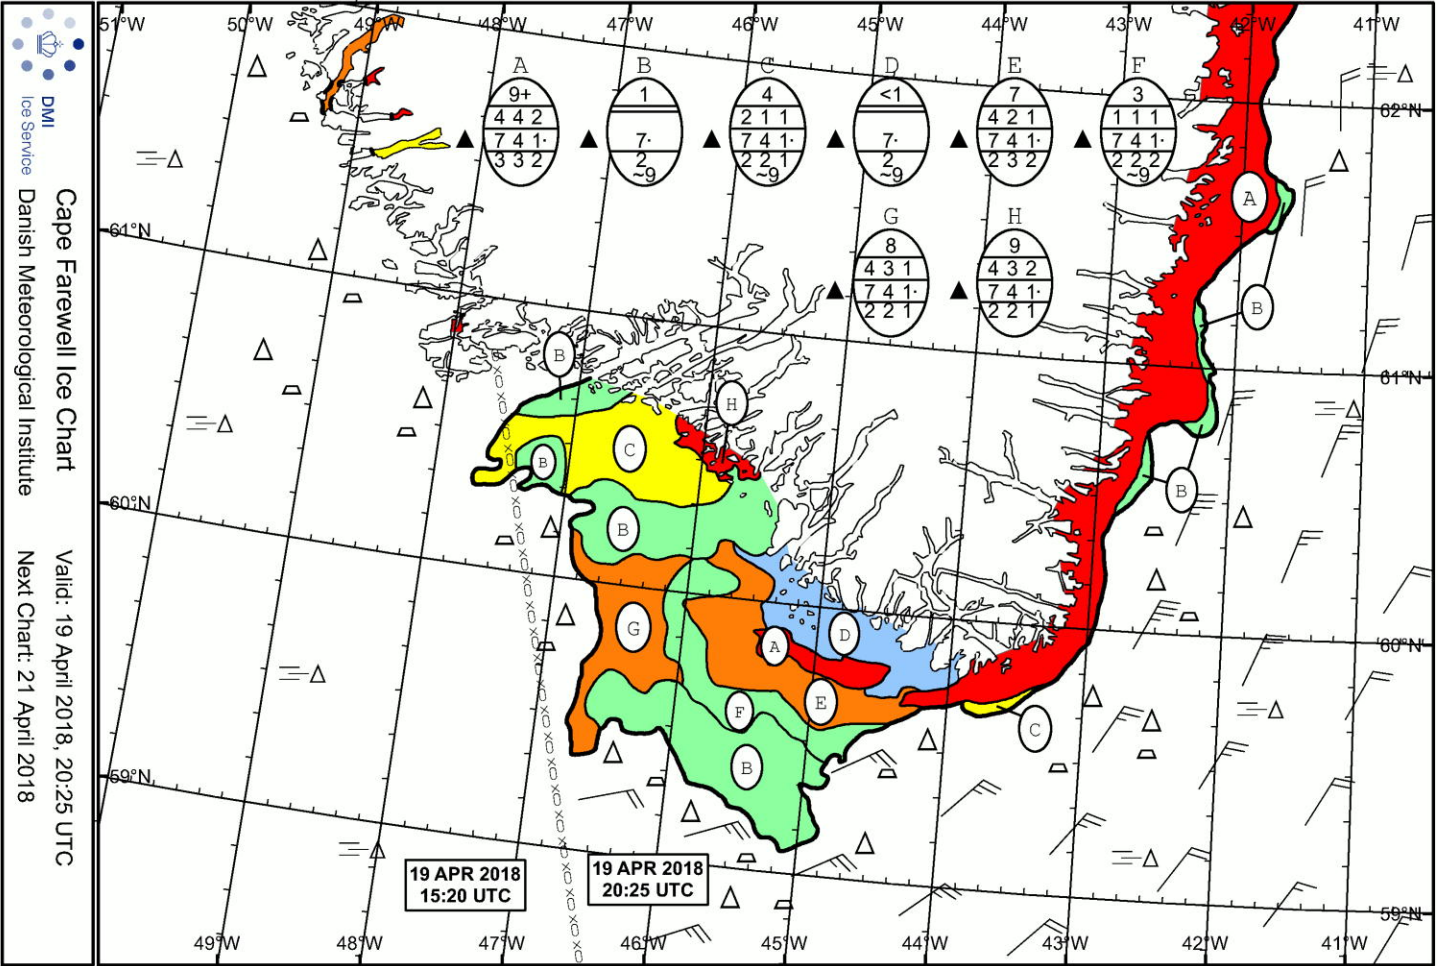 DMI
Ice Service
Cape Farewell Ice Chart
Danish Meteorological Institute
Valid: 19 April 2018, 20:25 UTC
Next Chart: 21 April 2018
51°W 50°W 49°W 48°W 47°W 46°W 45°W 44°W 43°W 42°W 41°W
A B C D E F
9+ 1 4 <1 7 3
4 4 2 2 1 1 4 2 1 1 1 1
7 4 1· 7· 7 4 1· 7· 7 4 1· 7 4 1·
3 3 2 2 2 2 1 2 2 3 2 2 2 2
~9 ~9 ~9 ~9
62°N
A
G H
8 9
4 3 1 4 3 2
7 4 1· 7 4 1·
2 2 1 2 2 1
61°N
B
B
61°N
H
C
B
B
60°N
B
G
A
D
60°N
E
F
C
B
59°N
19 APR 2018
15:20 UTC
19 APR 2018
20:25 UTC
59°N
49°W 48°W 47°W 46°W 45°W 44°W 43°W 42°W 41°W